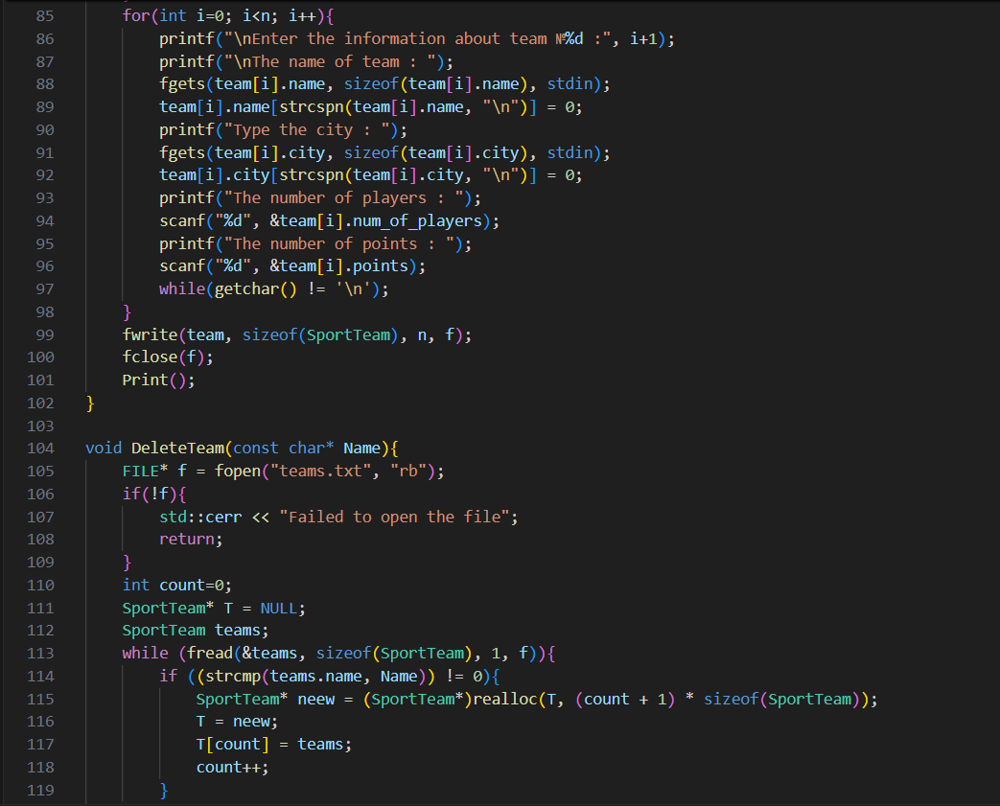 85 for(int i=0; i<n; i++){
86 printf("\nEnter the information about team №%d :", i+1);
87 printf("\nThe name of team : ");
88 fgets(team[i].name, sizeof(team[i].name), stdin);
89 team[i].name[strcspn(team[i].name, "\n")] = 0;
90 printf("Type the city : ");
91 fgets(team[i].city, sizeof(team[i].city), stdin);
92 team[i].city[strcspn(team[i].city, "\n")] = 0;
93 printf("The number of players : ");
94 scanf("%d", &team[i].num_of_players);
95 printf("The number of points : ");
96 scanf("%d", &team[i].points);
97 while(getchar() != '\n');
98 }
99 fwrite(team, sizeof(SportTeam), n, f);
100 fclose(f);
101 Print();
102 }
103
104 void DeleteTeam(const char* Name){
105 FILE* f = fopen("teams.txt", "rb");
106 if(!f){
107 std::cerr << "Failed to open the file";
108 return;
109 }
110 int count=0;
111 SportTeam* T = NULL;
112 SportTeam teams;
113 while (fread(&teams, sizeof(SportTeam), 1, f)){
114 if ((strcmp(teams.name, Name)) != 0){
115 SportTeam* neew = (SportTeam*)realloc(T, (count + 1) * sizeof(SportTeam));
116 T = neew;
117 T[count] = teams;
118 count++;
119 }